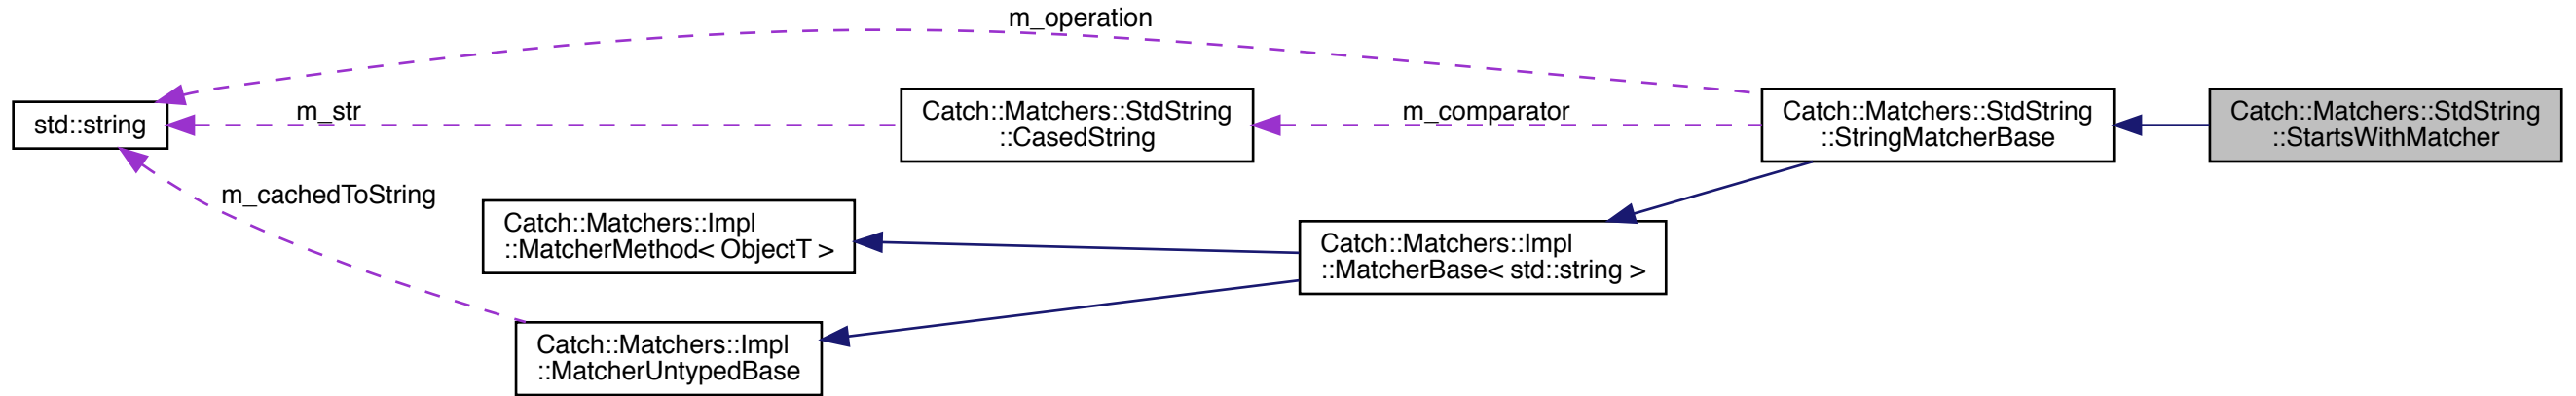 m_operation
std::string
m_str
Catch::Matchers::StdString
::CasedString
m_comparator
Catch::Matchers::StdString
::StringMatcherBase
Catch::Matchers::StdString
::StartsWithMatcher
m_cachedToString
Catch::Matchers::Impl
::MatcherMethod< ObjectT >
Catch::Matchers::Impl
::MatcherBase< std::string >
Catch::Matchers::Impl
::MatcherUntypedBase